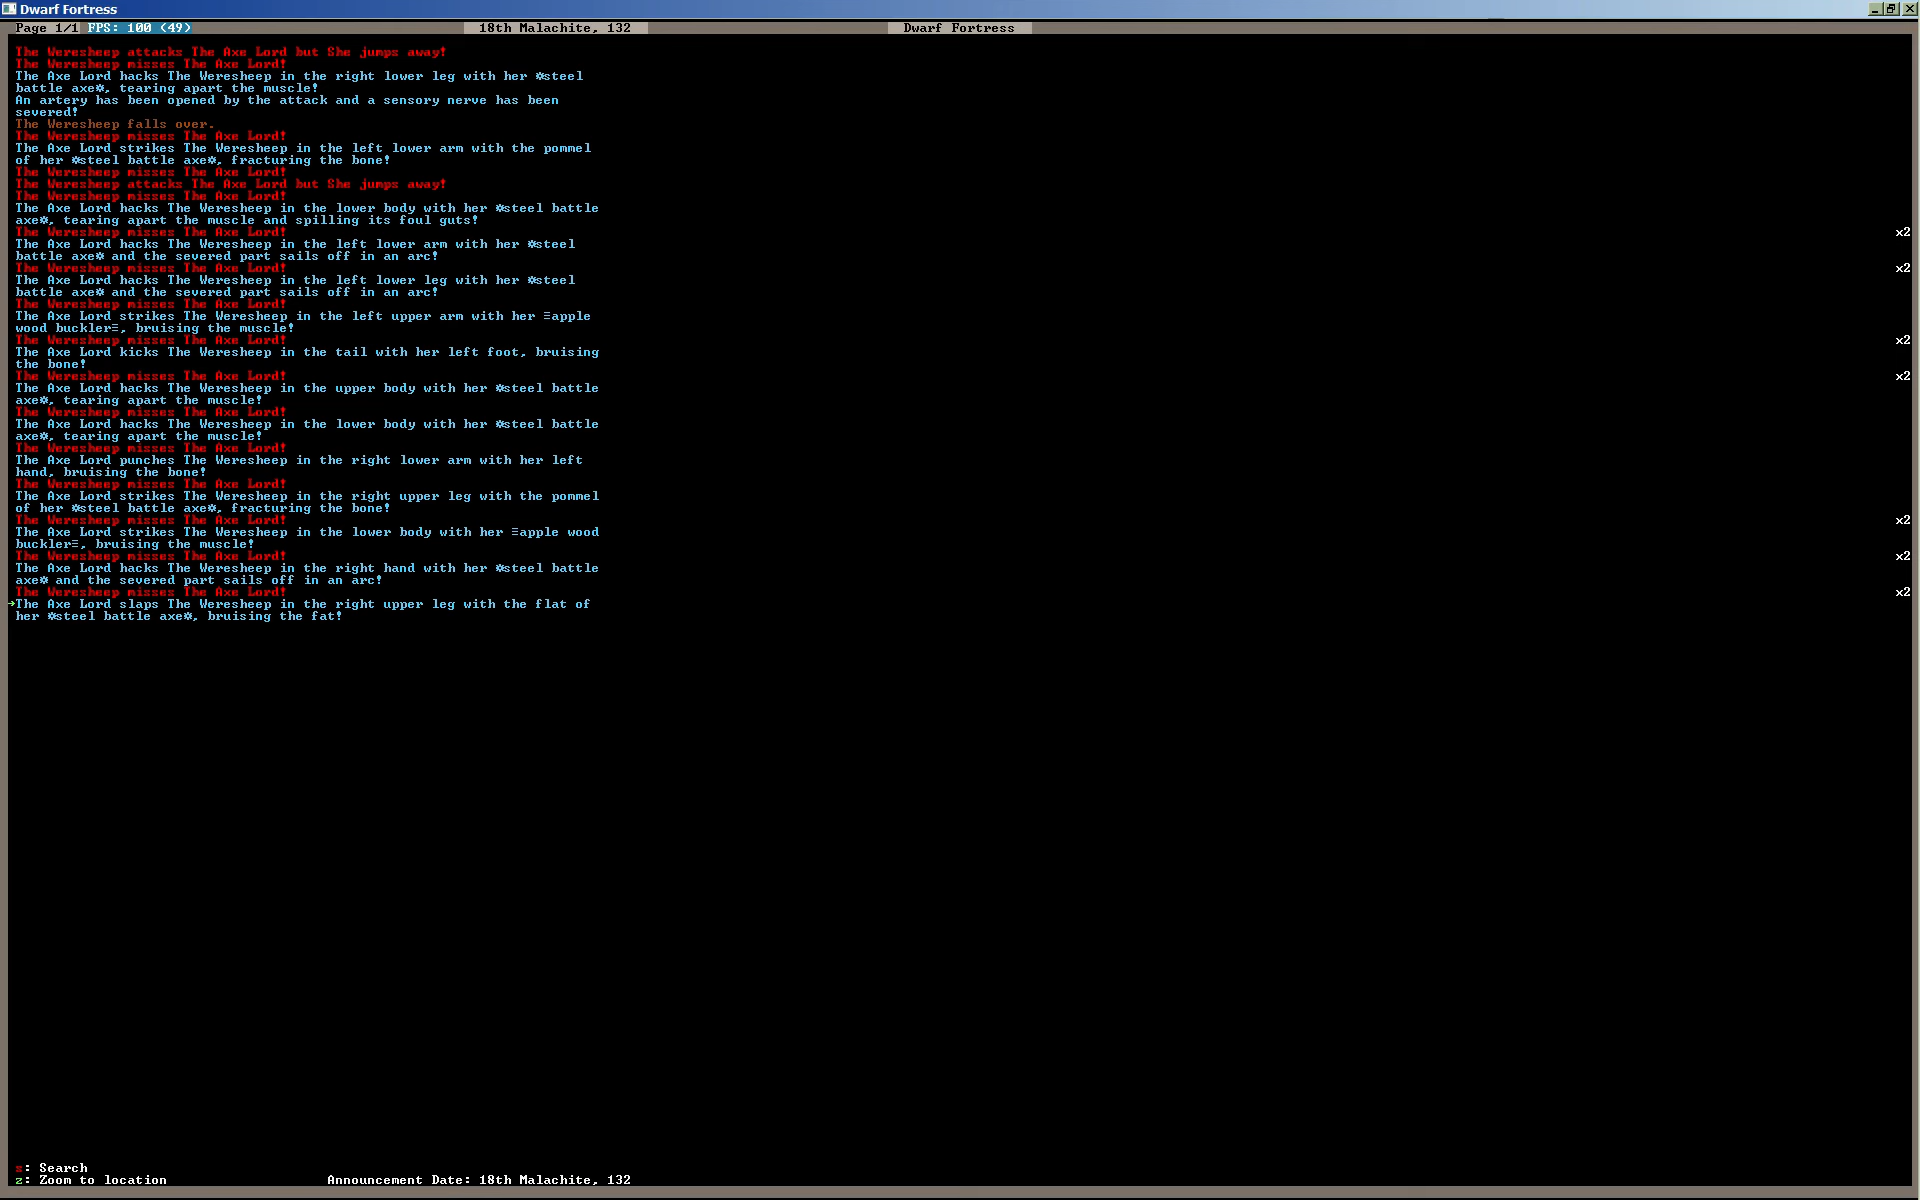 Dwarf Fortress
Page 1/1 FPS: 100 (49) 18th Malachite, 132 Dwarf Fortress
The Weresheep attacks The Axe Lord but She jumps away!
The Weresheep misses The Axe Lord!
The Axe Lord hacks The Weresheep in the right lower leg with her ☼steel
battle axe☼, tearing apart the muscle!
An artery has been opened by the attack and a sensory nerve has been
severed!
The Weresheep falls over.
The Weresheep misses The Axe Lord!
The Axe Lord strikes The Weresheep in the left lower arm with the pommel
of her ☼steel battle axe☼, fracturing the bone!
The Weresheep misses The Axe Lord!
The Weresheep attacks The Axe Lord but She jumps away!
The Weresheep misses The Axe Lord!
The Axe Lord hacks The Weresheep in the lower body with her ☼steel battle
axe☼, tearing apart the muscle and spilling its foul guts!
The Weresheep misses The Axe Lord! x2
The Axe Lord hacks The Weresheep in the left lower arm with her ☼steel
battle axe☼ and the severed part sails off in an arc!
The Weresheep misses The Axe Lord! x2
The Axe Lord hacks The Weresheep in the left lower leg with her ☼steel
battle axe☼ and the severed part sails off in an arc!
The Weresheep misses The Axe Lord!
The Axe Lord strikes The Weresheep in the left upper arm with her ≡apple
wood buckler≡, bruising the muscle!
The Weresheep misses The Axe Lord! x2
The Axe Lord kicks The Weresheep in the tail with her left foot, bruising
the bone!
The Weresheep misses The Axe Lord! x2
The Axe Lord hacks The Weresheep in the upper body with her ☼steel battle
axe☼, tearing apart the muscle!
The Weresheep misses The Axe Lord!
The Axe Lord hacks The Weresheep in the lower body with her ☼steel battle
axe☼, tearing apart the muscle!
The Weresheep misses The Axe Lord!
The Axe Lord punches The Weresheep in the right lower arm with her left
hand, bruising the bone!
The Weresheep misses The Axe Lord!
The Axe Lord strikes The Weresheep in the right upper leg with the pommel
of her ☼steel battle axe☼, fracturing the bone!
The Weresheep misses The Axe Lord! x2
The Axe Lord strikes The Weresheep in the lower body with her ≡apple wood
buckler≡, bruising the muscle!
The Weresheep misses The Axe Lord! x2
The Axe Lord hacks The Weresheep in the right hand with her ☼steel battle
axe☼ and the severed part sails off in an arc!
The Weresheep misses The Axe Lord! x2
→The Axe Lord slaps The Weresheep in the right upper leg with the flat of
her ☼steel battle axe☼, bruising the fat!
s: Search
z: Zoom to location Announcement Date: 18th Malachite, 132